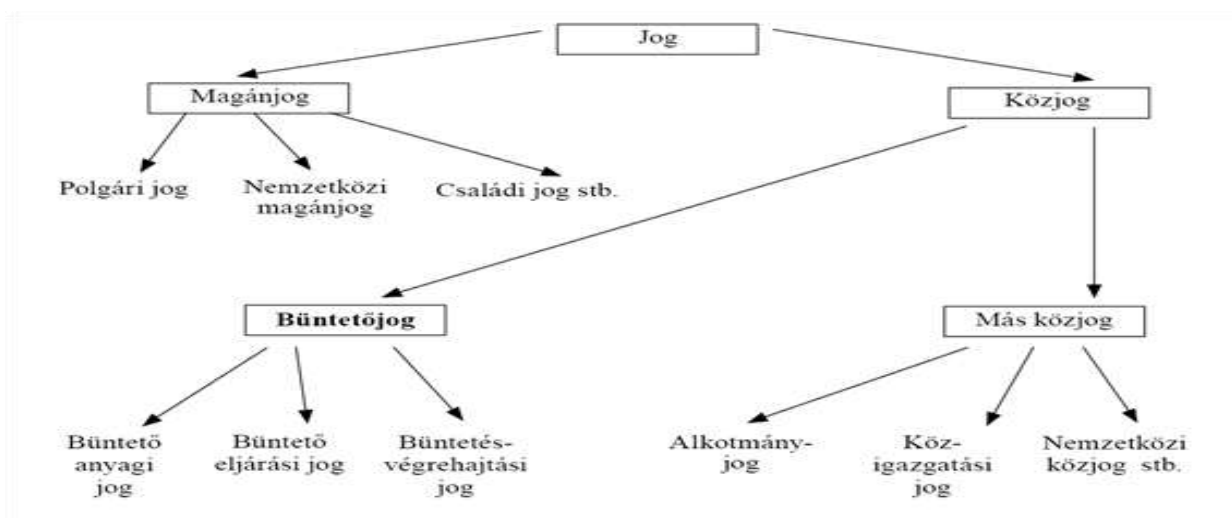 Jog
Magánjog
Közjog
Polgári jog
Nemzetközi
magánjog
Családi jog stb.
Büntetőjog
Más közjog
Büntető
anyagi
jog
Büntető
eljárási jog
Büntetés-
végrehajtási
jog
Alkotmány-
jog
Köz-
igazgatási
jog
Nemzetközi
közjog stb.